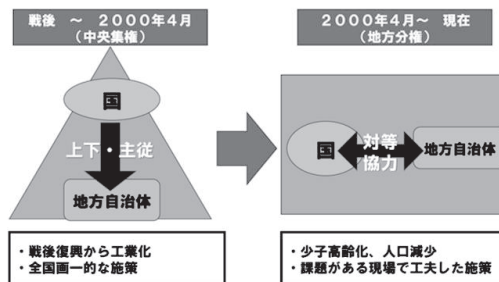 戦後 ～ ２０００年４月
（中央集権）
国
上下・主従
地方自治体
・戦後復興から工業化
・全国画一的な施策
２０００年４月～ 現在
（地方分権）
国
対等
協力
地方自治体
・少子高齢化、人口減少
・課題がある現場で工夫した施策